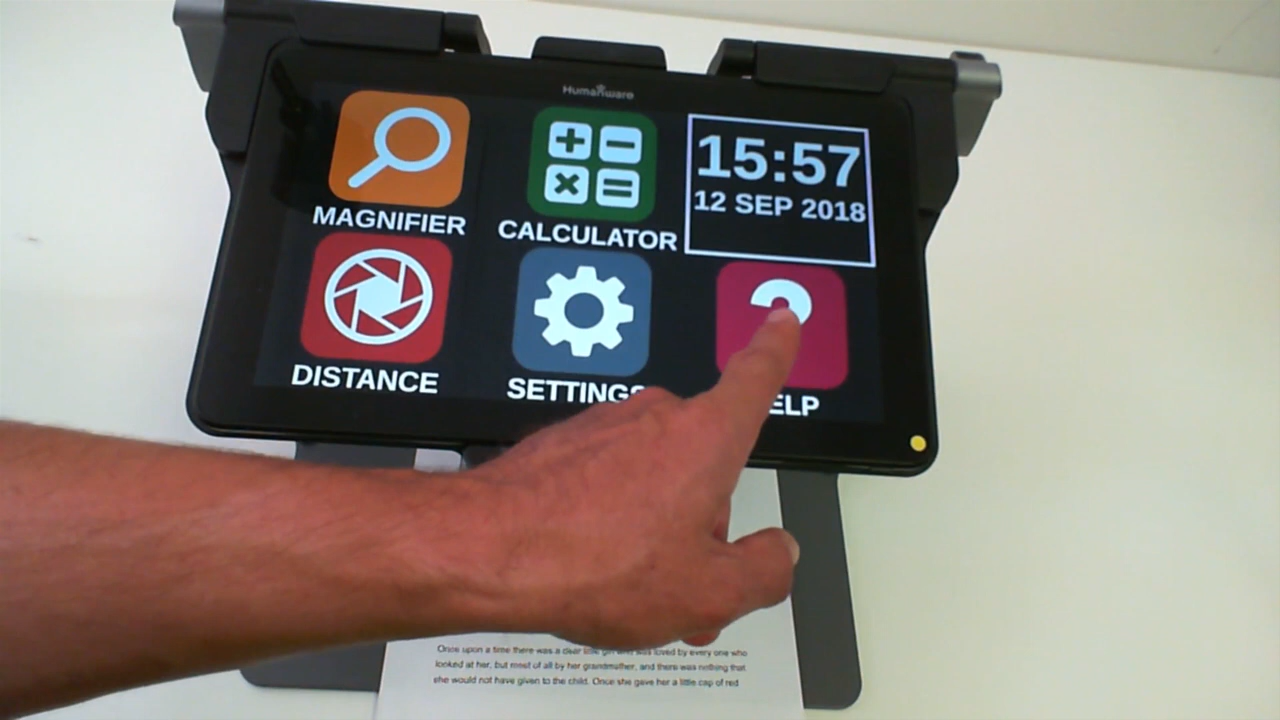 HumanWare
MAGNIFIER
CALCULATOR
15:57
12 SEP 2018
DISTANCE
SETTINGS
ELP
Once upon a time there was a dear little girl who was loved by every one who
looked at her, but most of all by her grandmother, and there was nothing that
she would not have given to the child. Once she gave her a little cap of red